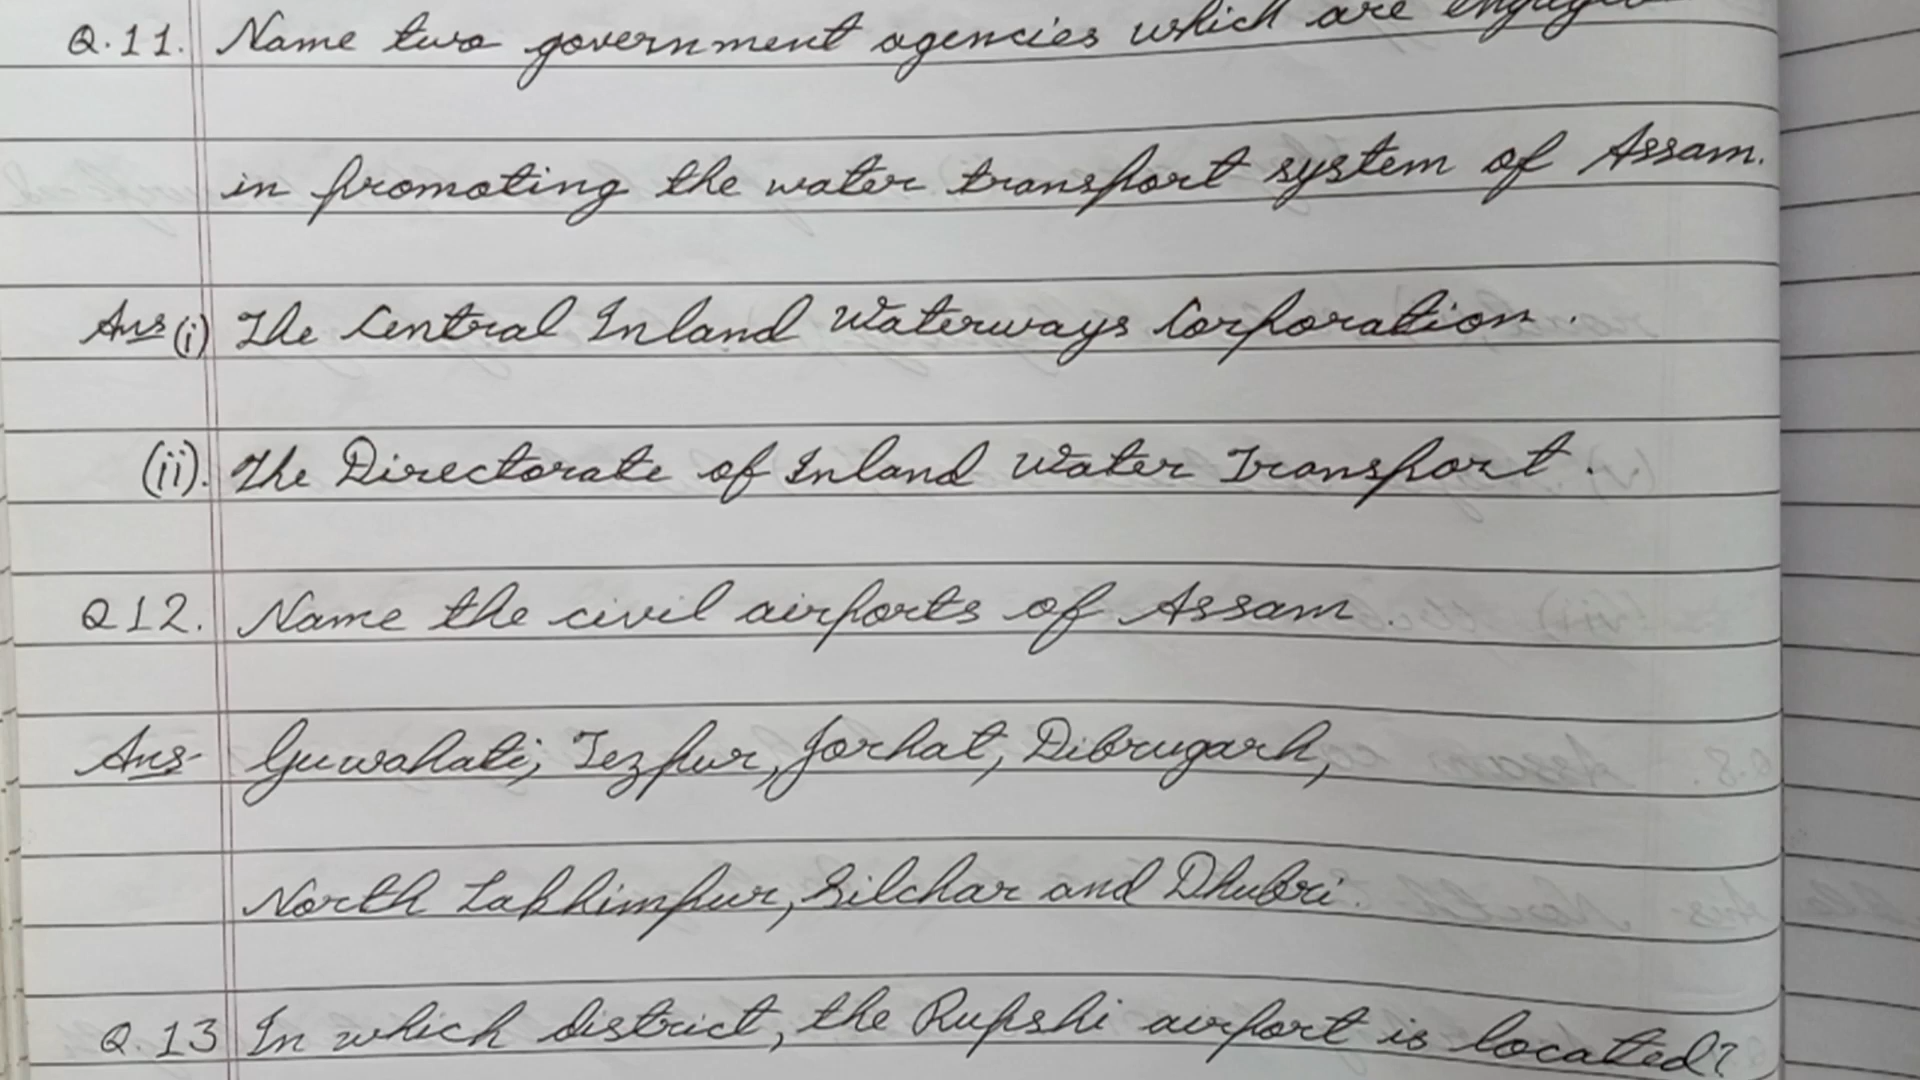 Q.11. Name two government agencies which are engaged
in promoting the water transport system of Assam.
Ans (i) The Central Inland Waterways Corporation.
(ii). The Directorate of Inland Water Transport.
Q12. Name the civil airports of Assam.
Ans- Guwahati, Tezpur, Jorhat, Dibrugarh,
North Lakhimpur, Silchar and Dhubri.
Q.13 In which district, the Rupshi airport is located?